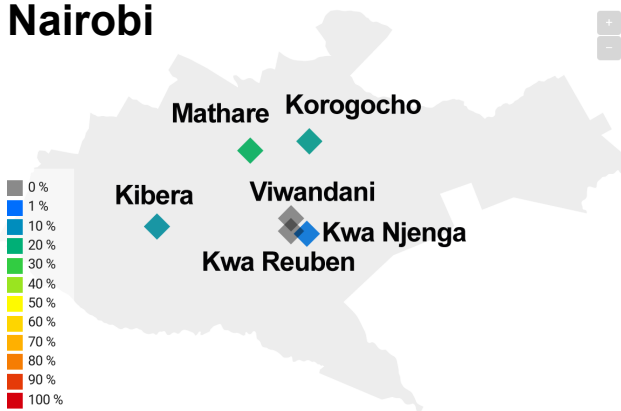 Nairobi
+
−
Mathare
Korogocho
Kibera
Viwandani
Kwa Njenga
Kwa Reuben
0 %
1 %
10 %
20 %
30 %
40 %
50 %
60 %
70 %
80 %
90 %
100 %